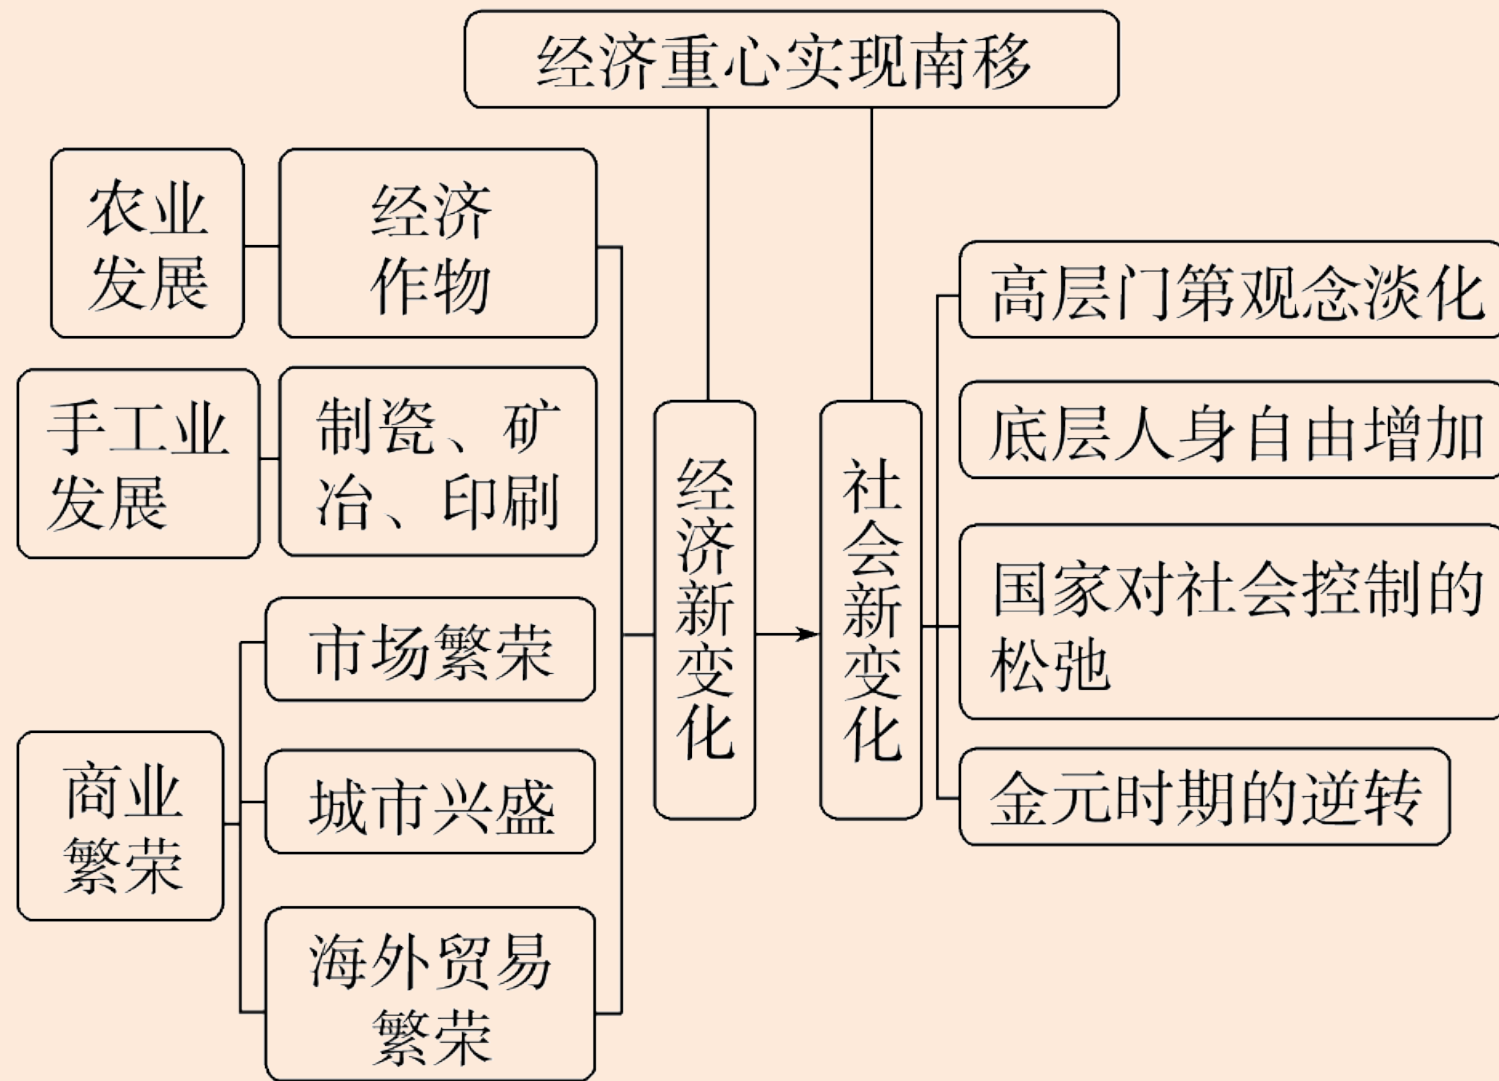 经济重心实现南移
农业
发展
经济
作物
手工业
发展
制瓷、矿
冶、印刷
商业
繁荣
市场繁荣
城市兴盛
海外贸易
繁荣
经济新变化
社会新变化
高层门第观念淡化
底层人身自由增加
国家对社会控制的
松弛
金元时期的逆转